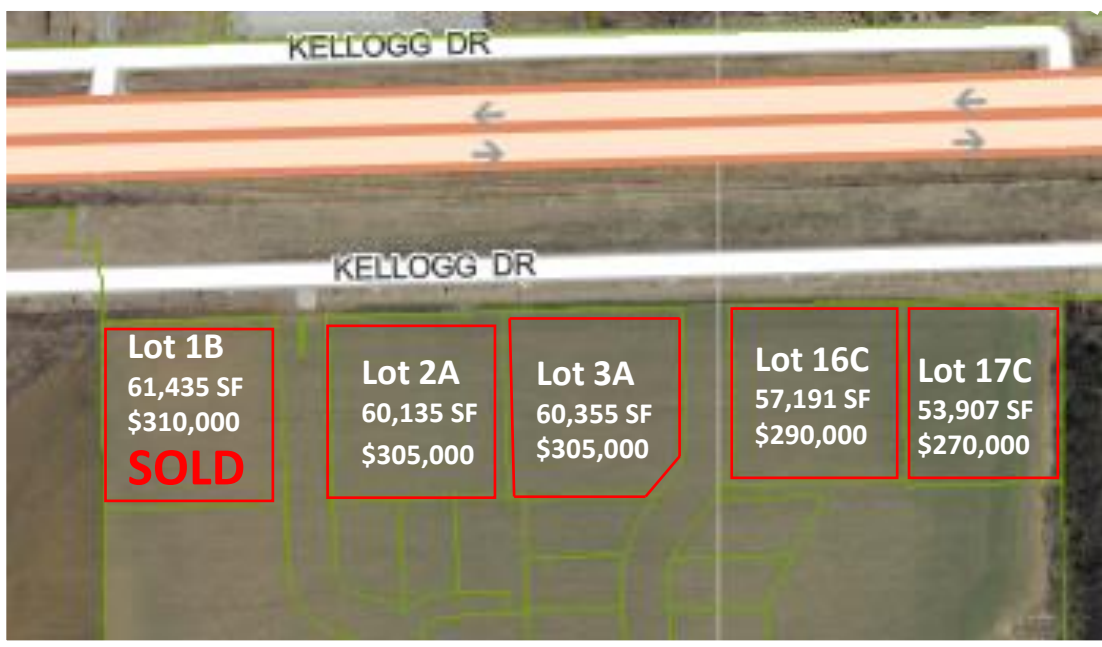 KELLOGG DR
KELLOGG DR
Lot 1B
61,435 SF
$310,000
SOLD
Lot 2A
60,135 SF
$305,000
Lot 3A
60,355 SF
$305,000
Lot 16C
57,191 SF
$290,000
Lot 17C
53,907 SF
$270,000